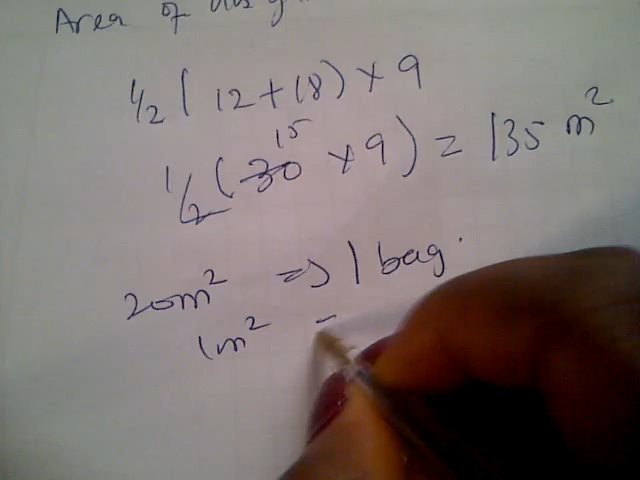 Area of
1/2 ( 12 + 18) × 9
15
1/2 ( 30 × 9 ) = 135 m²
20m² => 1 bag.
1m² =